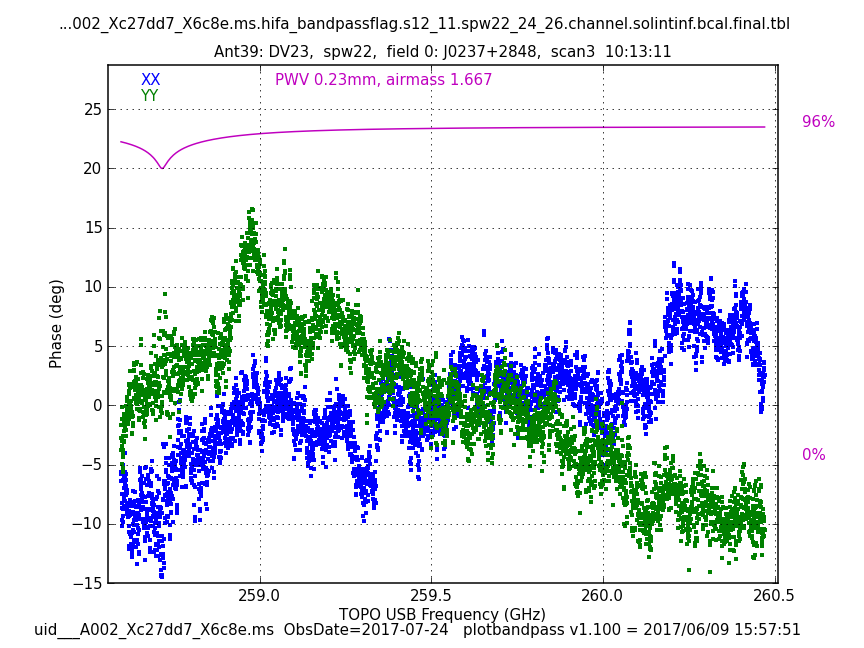 ...002_Xc27dd7_X6c8e.ms.hifa_bandpassflag.s12_11.spw22_24_26.channel.solintinf.bcal.final.tbl
Ant39: DV23,  spw22,  field 0: J0237+2848,  scan3  10:13:11
XX
PWV 0.23mm, airmass 1.667
YY
25
96%
20
15
10
5
0
−5
0%
−10
−15
Phase (deg)
259.0
259.5
260.0
260.5
TOPO USB Frequency (GHz)
uid___A002_Xc27dd7_X6c8e.ms  ObsDate=2017-07-24   plotbandpass v1.100 = 2017/06/09 15:57:51